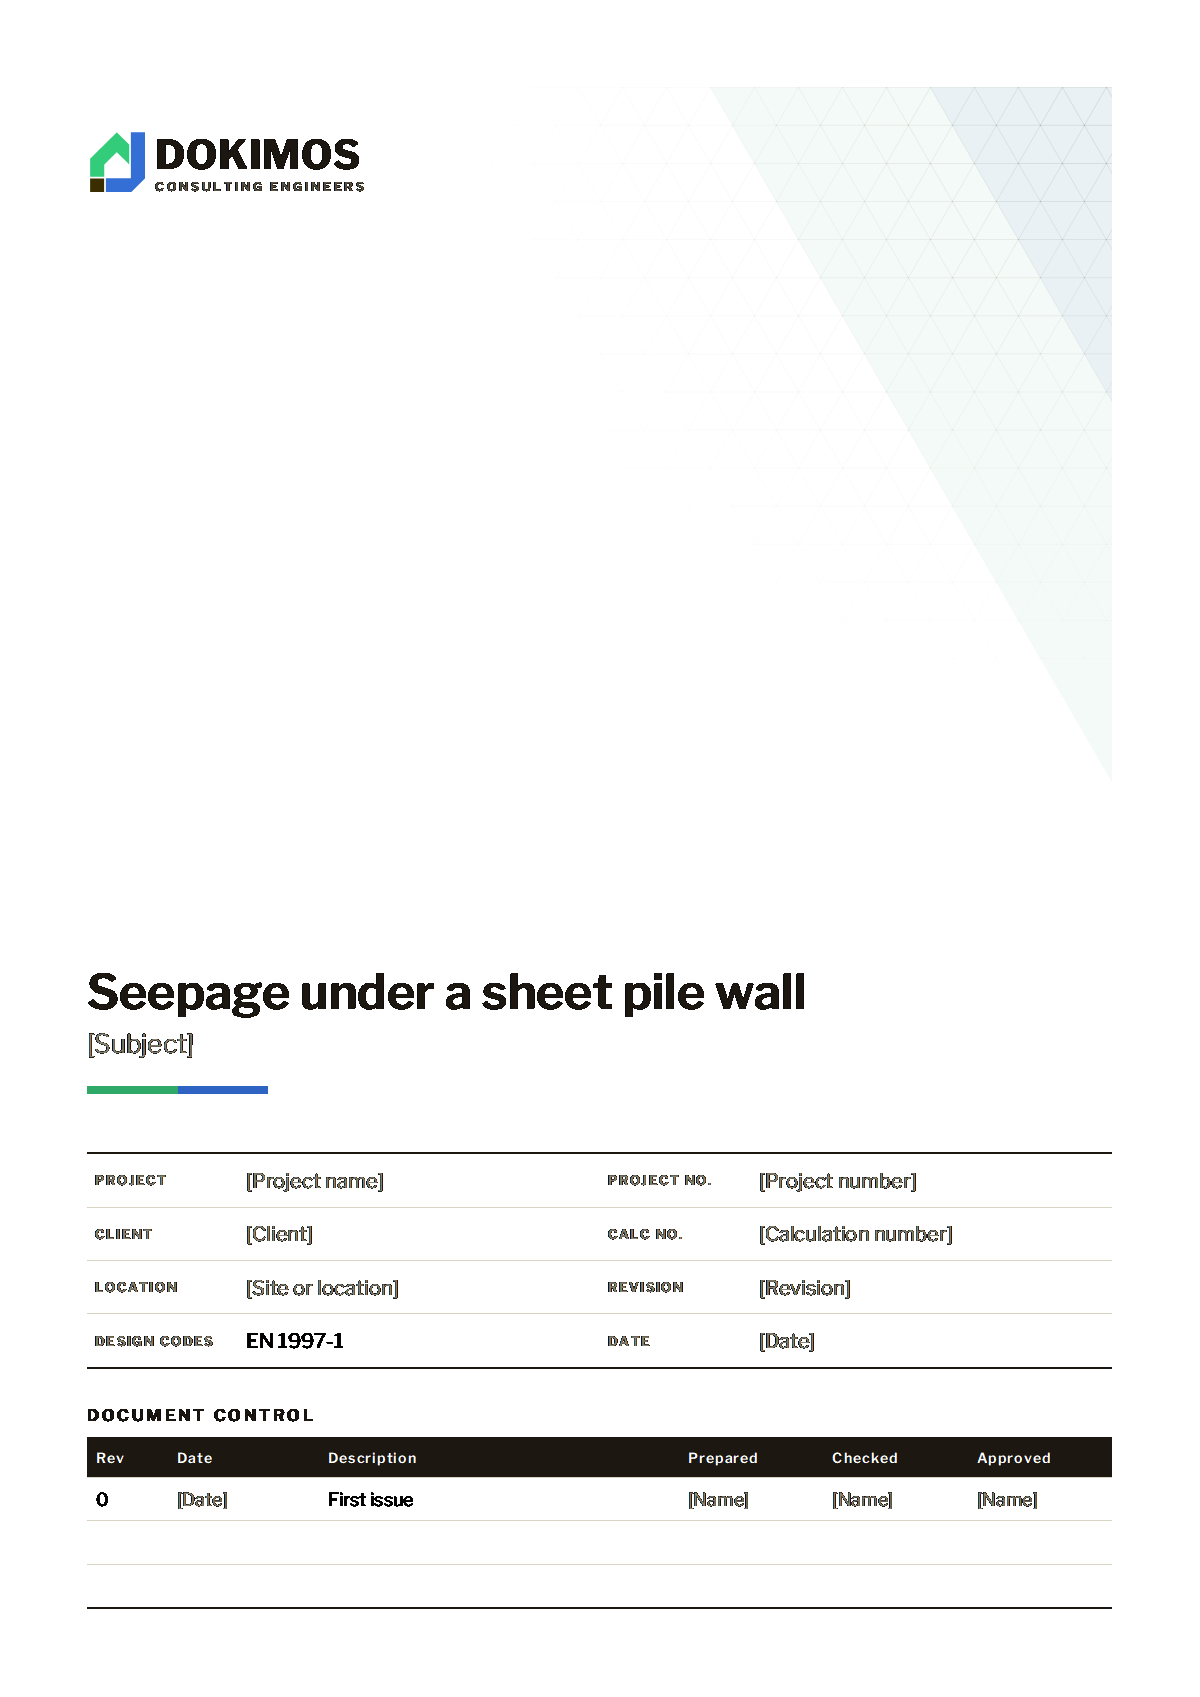 DOKIMOS
CONSULTING ENGINEERS
Seepage under a sheet pile wall
[Subject]
PROJECT [Project name] PROJECT NO. [Project number]
CLIENT [Client] CALC NO. [Calculation number]
LOCATION [Site or location] REVISION [Revision]
DESIGN CODES EN 1997-1 DATE [Date]
DOCUMENT CONTROL
Rev Date Description Prepared Checked Approved
0 [Date] First issue [Name] [Name] [Name]